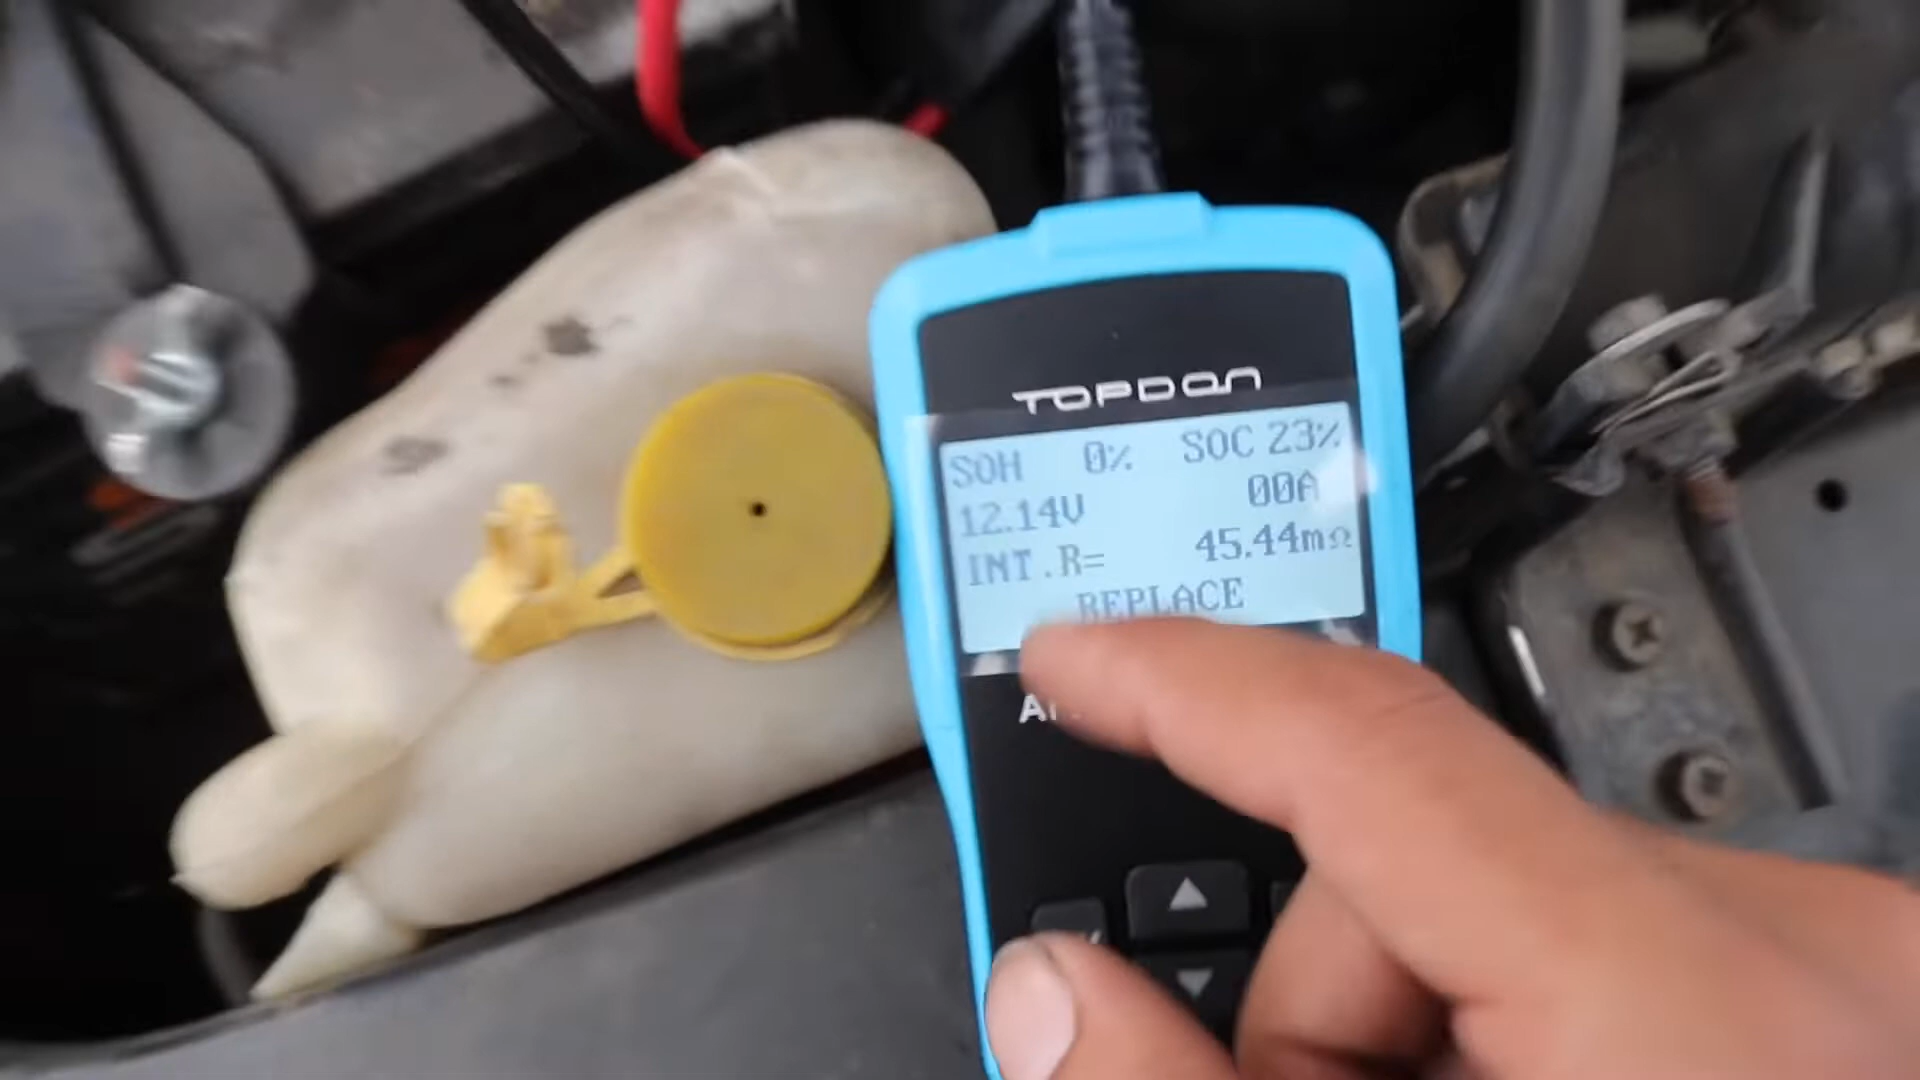 TOPDON
SOH 0% SOC 23%
12.14V 00A
INT.R= 45.44mΩ
REPLACE